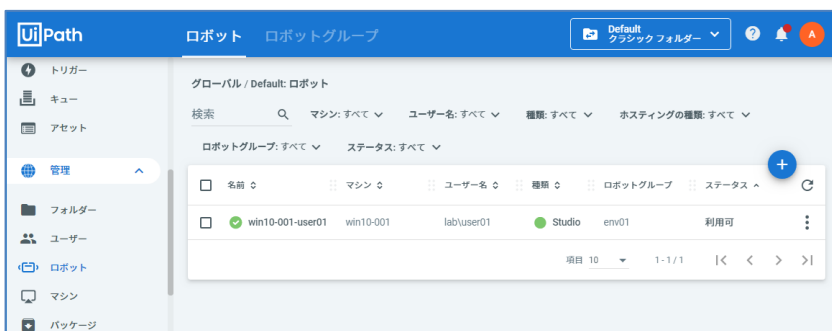 UiPath ロボット ロボットグループ Default
クラシック フォルダー ? A
トリガー
キュー
アセット
管理
フォルダー
ユーザー
ロボット
マシン
パッケージ
グローバル / Default: ロボット
検索 マシン: すべて ユーザー名: すべて 種類: すべて ホスティングの種類: すべて
ロボットグループ: すべて ステータス: すべて
名前 マシン ユーザー名 種類 ロボットグループ ステータス
win10-001-user01 win10-001 lab\user01 Studio env01 利用可
項目 10 1 - 1 / 1